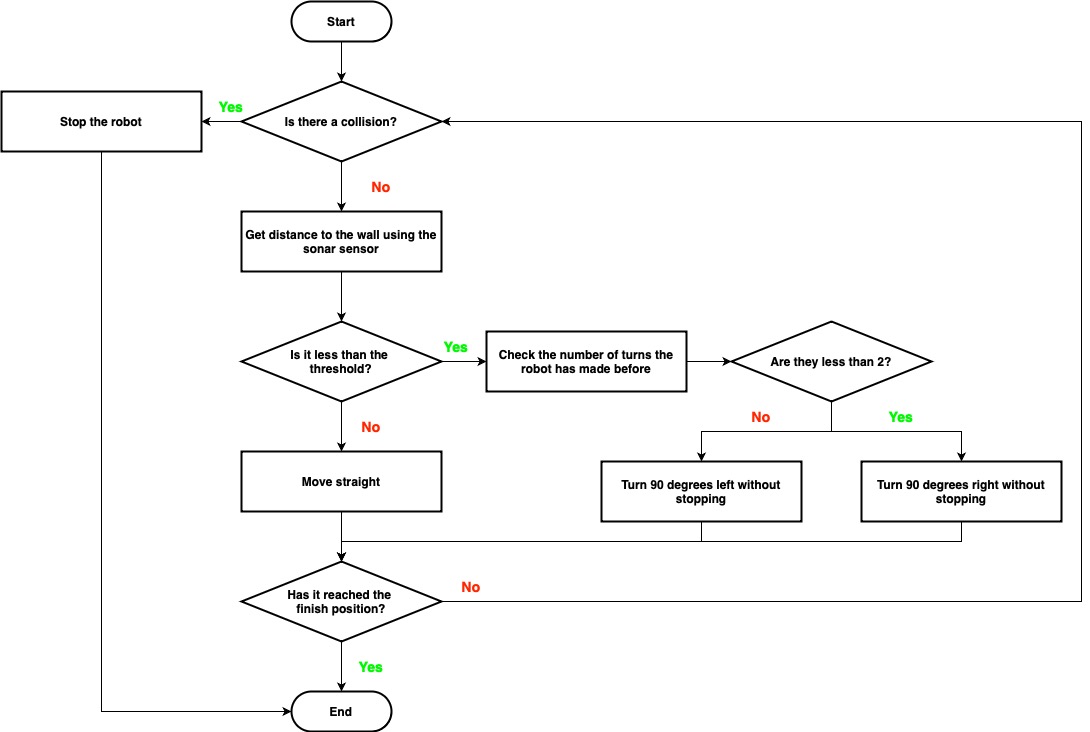 Start
Yes
Stop the robot
Is there a collision?
No
Get distance to the wall using the
sonar sensor
Is it less than the
threshold?
Yes
Check the number of turns the
robot has made before
Are they less than 2?
No
No
Yes
Move straight
Turn 90 degrees left without
stopping
Turn 90 degrees right without
stopping
Has it reached the
finish position?
No
Yes
End